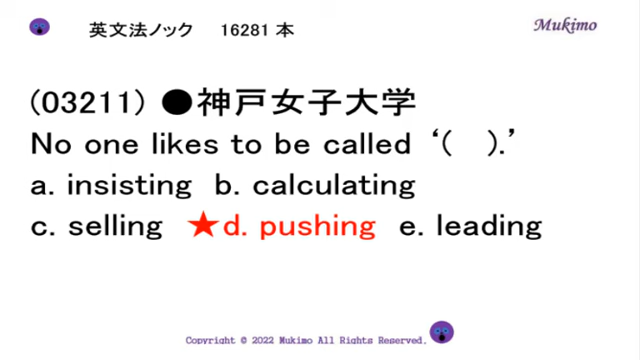 英文法ノック 16281 本
Mukimo
(03211) ●神戸女子大学
No one likes to be called ‘( ).’
a. insisting b. calculating
c. selling ★d. pushing e. leading
Copyright © 2022 Mukimo All Rights Reserved.